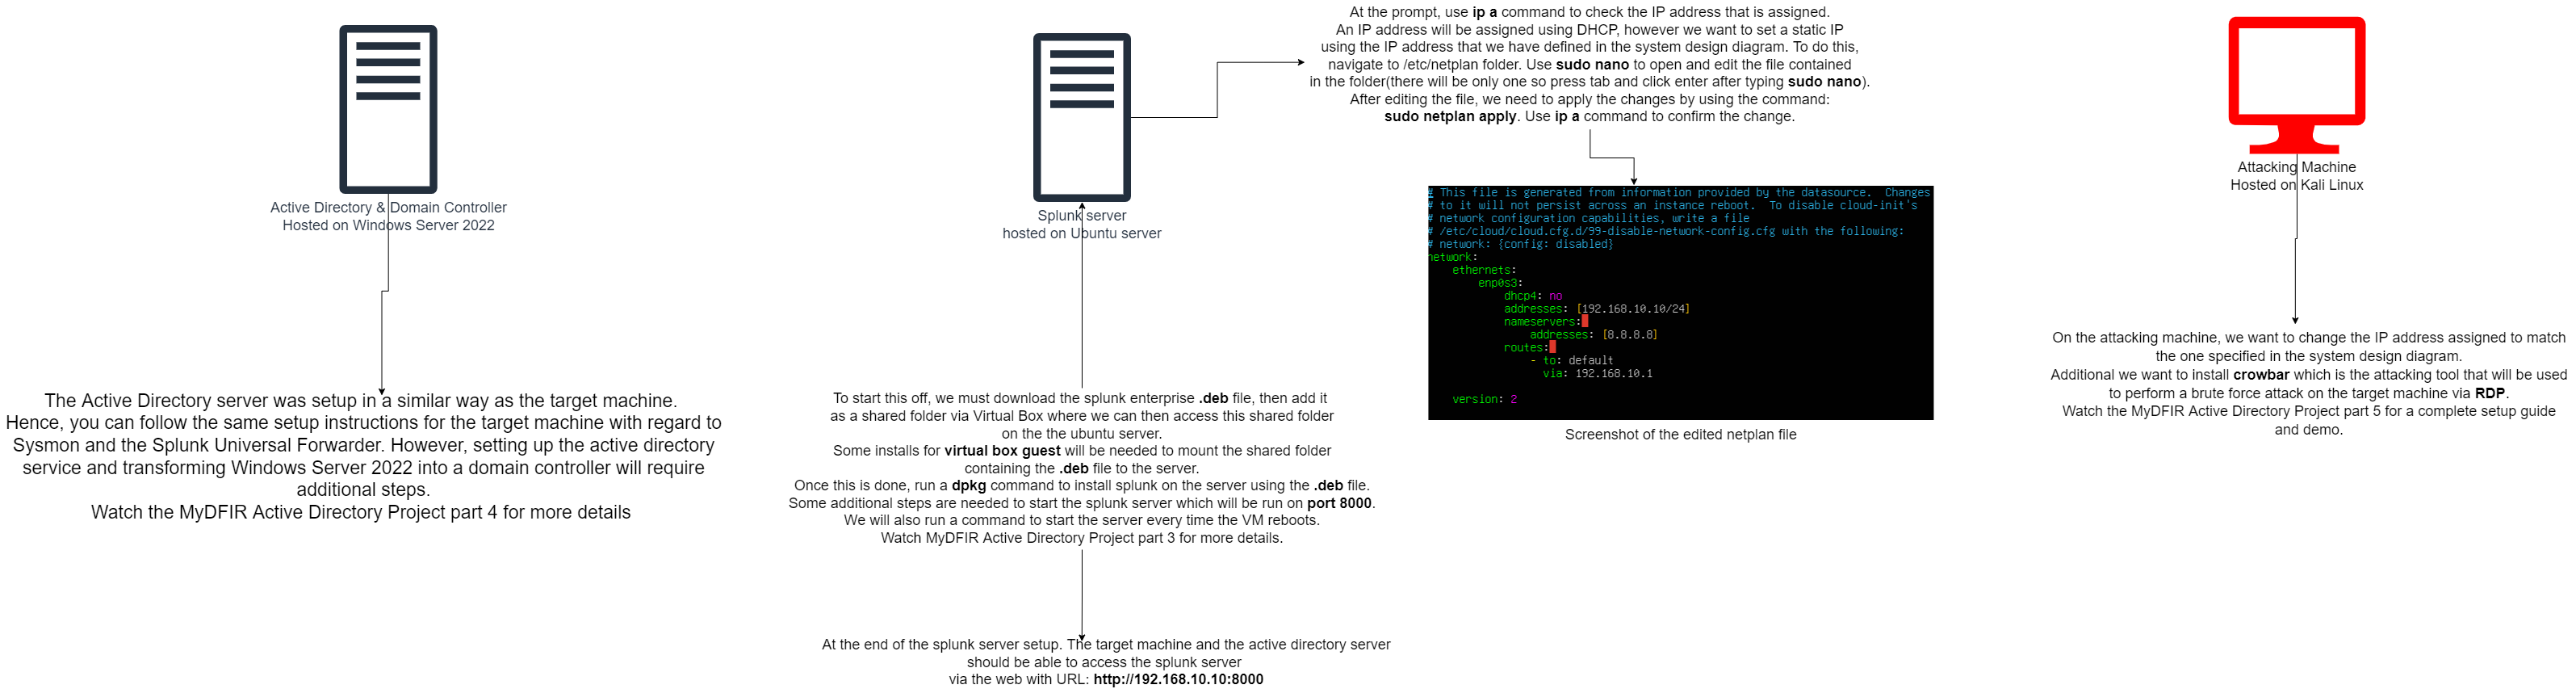 Active Directory & Domain Controller
Hosted on Windows Server 2022
The Active Directory server was setup in a similar way as the target machine.
Hence, you can follow the same setup instructions for the target machine with regard to
Sysmon and the Splunk Universal Forwarder. However, setting up the active directory
service and transforming Windows Server 2022 into a domain controller will require
additional steps.
Watch the MyDFIR Active Directory Project part 4 for more details
Splunk server
hosted on Ubuntu server
To start this off, we must download the splunk enterprise .deb file, then add it
as a shared folder via Virtual Box where we can then access this shared folder
on the the ubuntu server.
Some installs for virtual box guest will be needed to mount the shared folder
containing the .deb file to the server.
Once this is done, run a dpkg command to install splunk on the server using the .deb file.
Some additional steps are needed to start the splunk server which will be run on port 8000.
We will also run a command to start the server every time the VM reboots.
Watch MyDFIR Active Directory Project part 3 for more details.
At the end of the splunk server setup. The target machine and the active directory server
should be able to access the splunk server
via the web with URL: http://192.168.10.10:8000
At the prompt, use ip a command to check the IP address that is assigned.
An IP address will be assigned using DHCP, however we want to set a static IP
using the IP address that we have defined in the system design diagram. To do this,
navigate to /etc/netplan folder. Use sudo nano to open and edit the file contained
in the folder(there will be only one so press tab and click enter after typing sudo nano).
After editing the file, we need to apply the changes by using the command:
sudo netplan apply. Use ip a command to confirm the change.
# This file is generated from information provided by the datasource.  Changes
# to it will not persist across an instance reboot.  To disable cloud-init's
# network configuration capabilities, write a file
# /etc/cloud/cloud.cfg.d/99-disable-network-config.cfg with the following:
# network: {config: disabled}
network:
    ethernets:
        enp0s3:
            dhcp4: no
            addresses: [192.168.10.10/24]
            nameservers:
                addresses: [8.8.8.8]
            routes:
                - to: default
                  via: 192.168.10.1
    version: 2
Screenshot of the edited netplan file
Attacking Machine
Hosted on Kali Linux
On the attacking machine, we want to change the IP address assigned to match
the one specified in the system design diagram.
Additional we want to install crowbar which is the attacking tool that will be used
to perform a brute force attack on the target machine via RDP.
Watch the MyDFIR Active Directory Project part 5 for a complete setup guide
and demo.